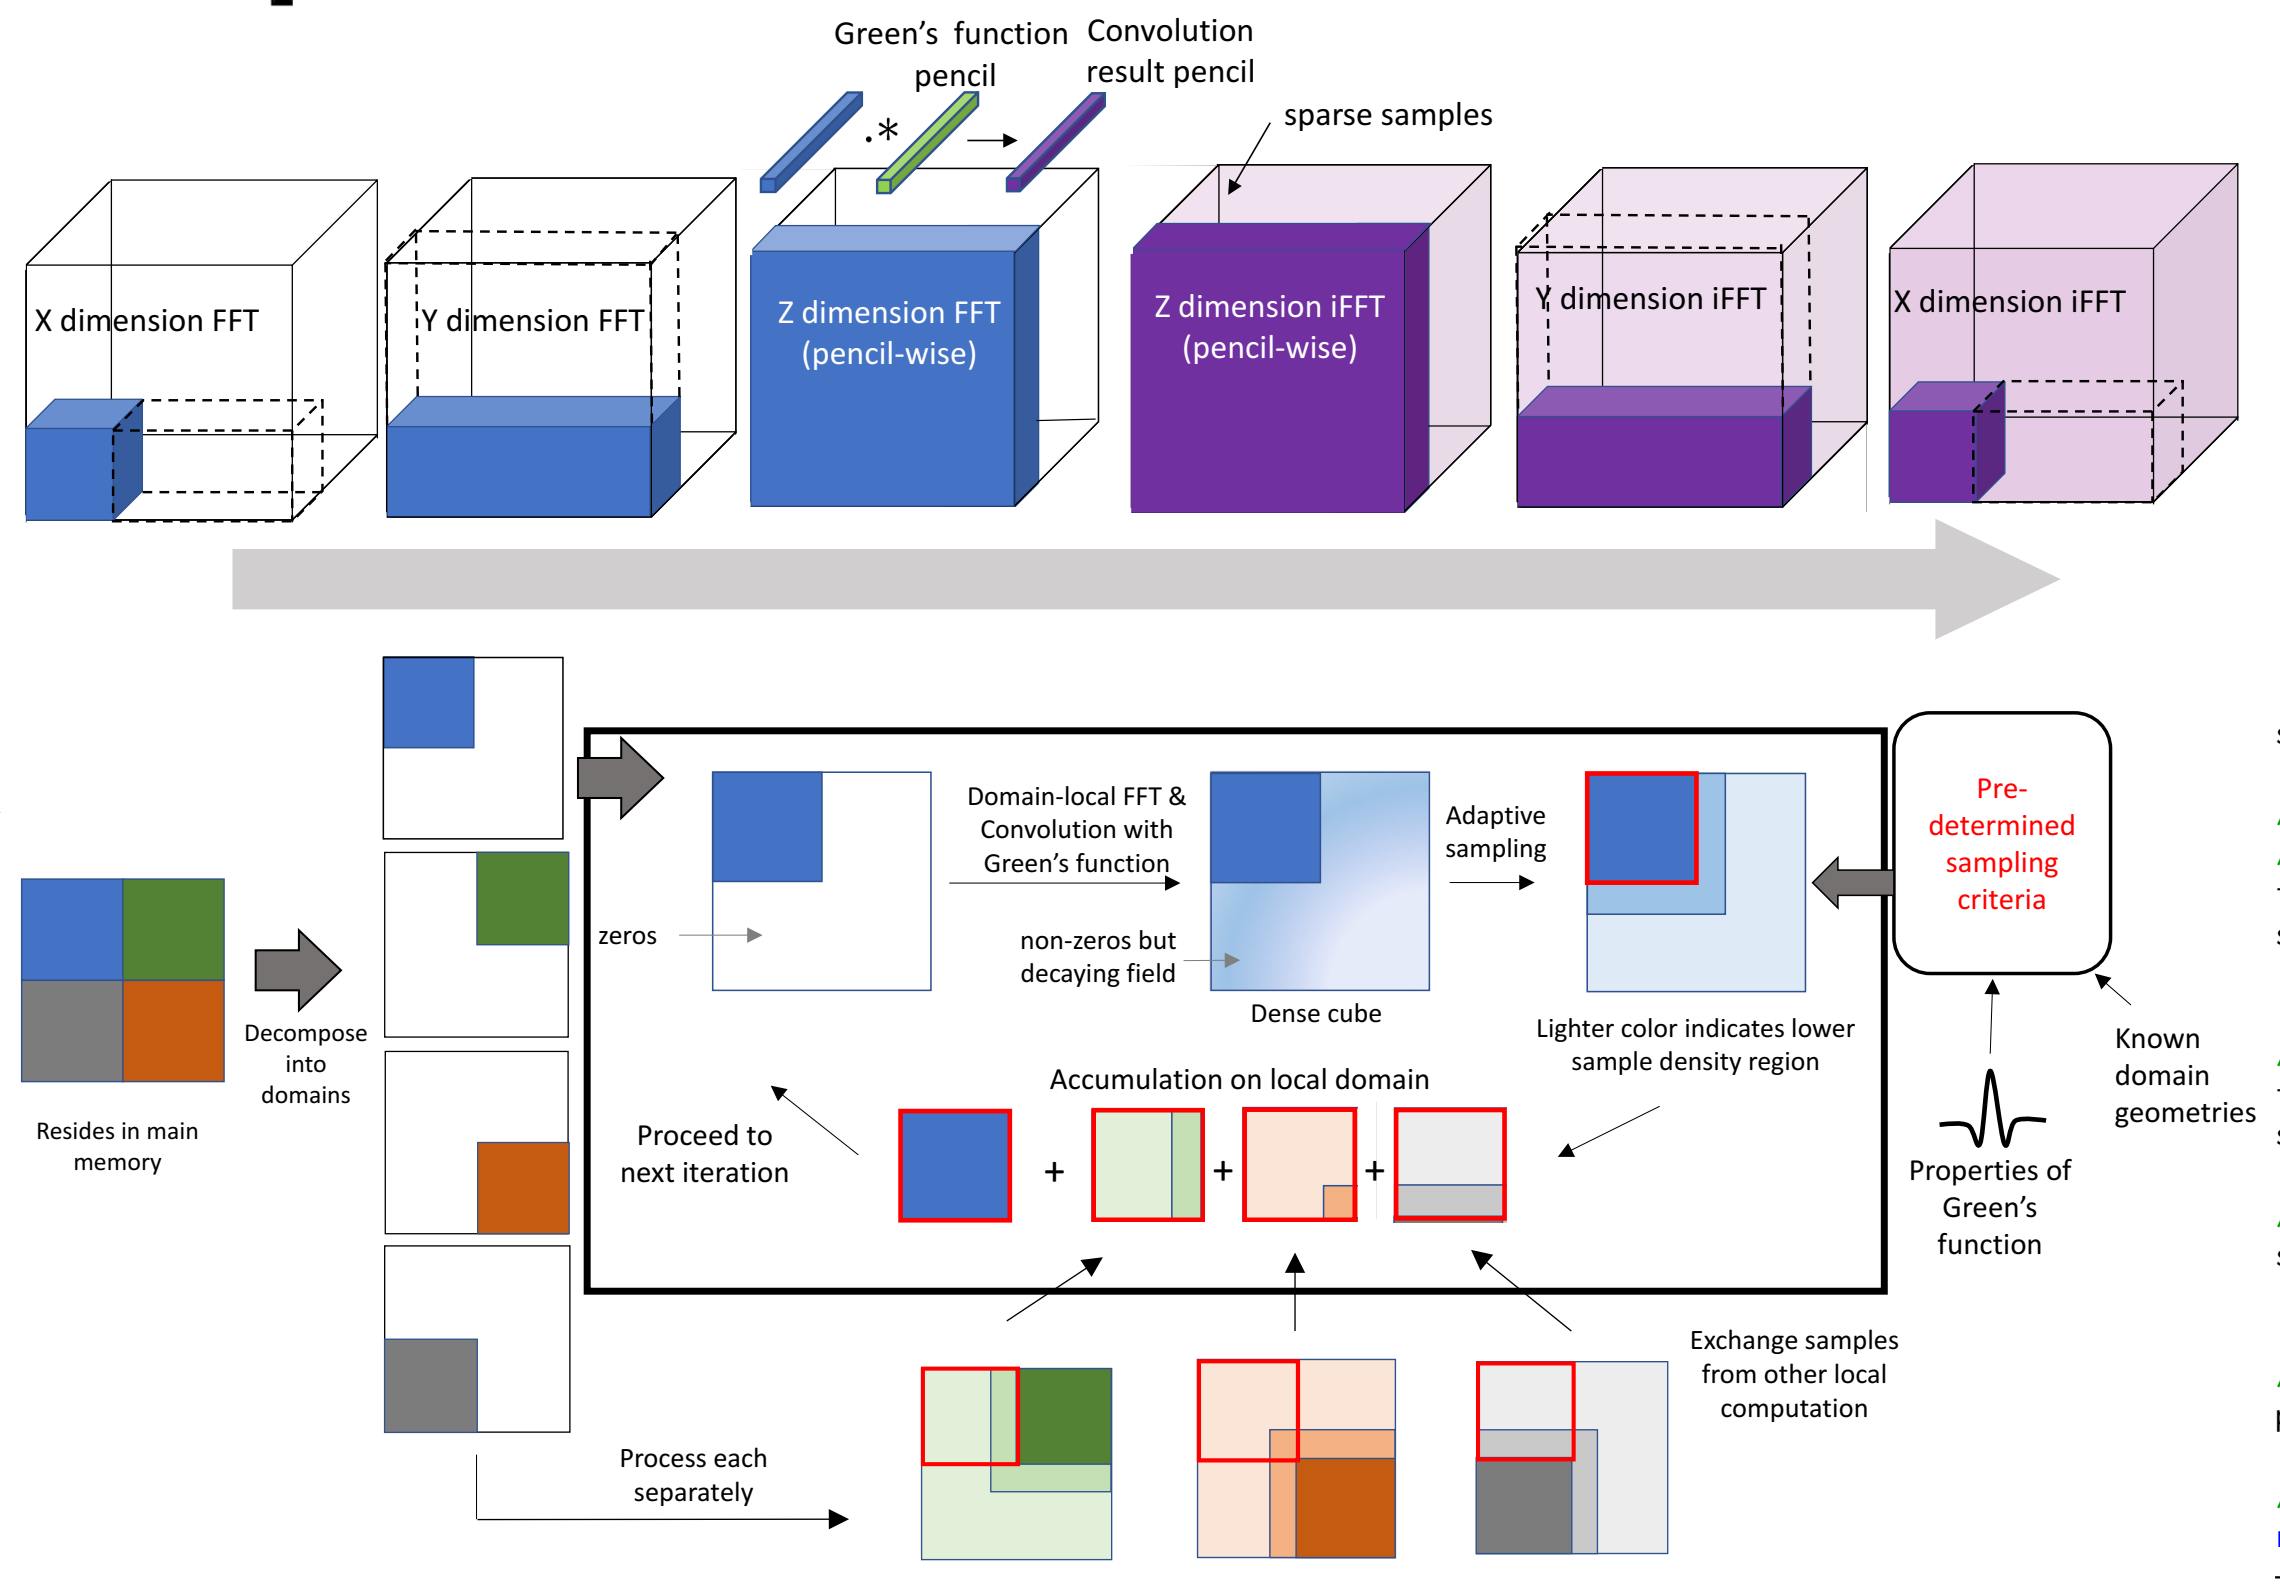 Green's function
pencil
Convolution
result pencil
.*
sparse samples
X dimension FFT
Y dimension FFT
Z dimension FFT
(pencil-wise)
Z dimension iFFT
(pencil-wise)
Y dimension iFFT
X dimension iFFT
Resides in main
memory
Decompose
into
domains
zeros
Domain-local FFT &
Convolution with
Green's function
non-zeros but
decaying field
Dense cube
Adaptive
sampling
Lighter color indicates lower
sample density region
Pre-
determined
sampling
criteria
Known
domain
geometries
Properties of
Green's
function
Accumulation on local domain
Proceed to
next iteration
+ + +
Process each
separately
Exchange samples
from other local
computation